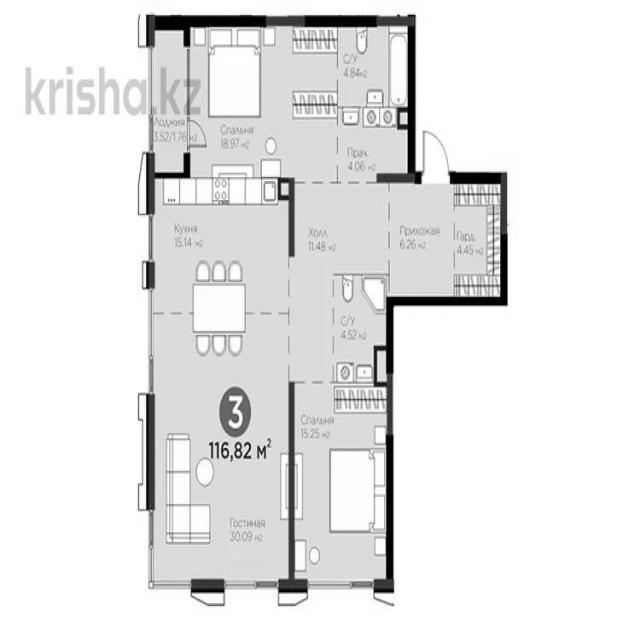 krisha.kz
С/У
4.84м2
Лоджия
3.52/1.76 м2
Спальня
18.97 м2
Прач.
4.06 м2
Кухня
15.14 м2
Холл
11.48 м2
Прихожая
6.26 м2
Гард.
4.45 м2
С/У
4.52 м2
3
116,82 м²
Спальня
15.25 м2
Гостиная
30.09 м2